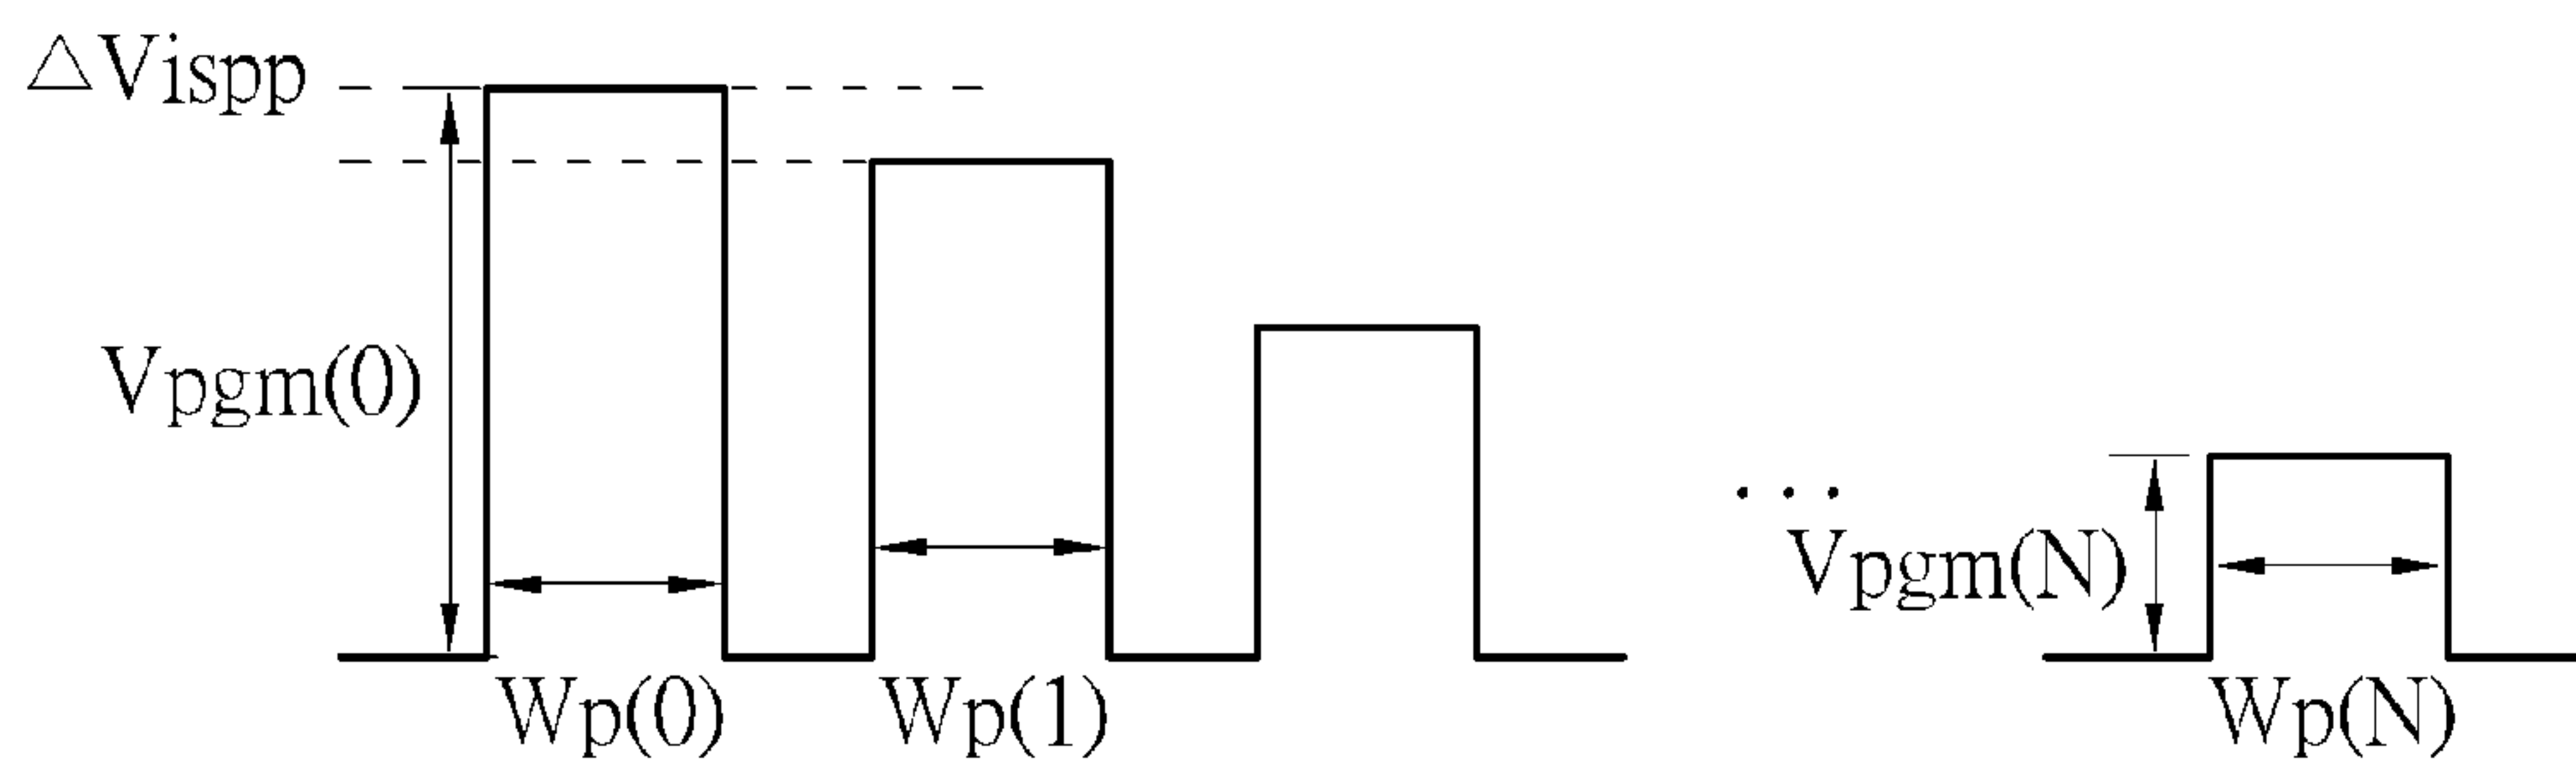 △Vispp
Vpgm(0)
. . .
Vpgm(N)
Wp(0) Wp(1) Wp(N)